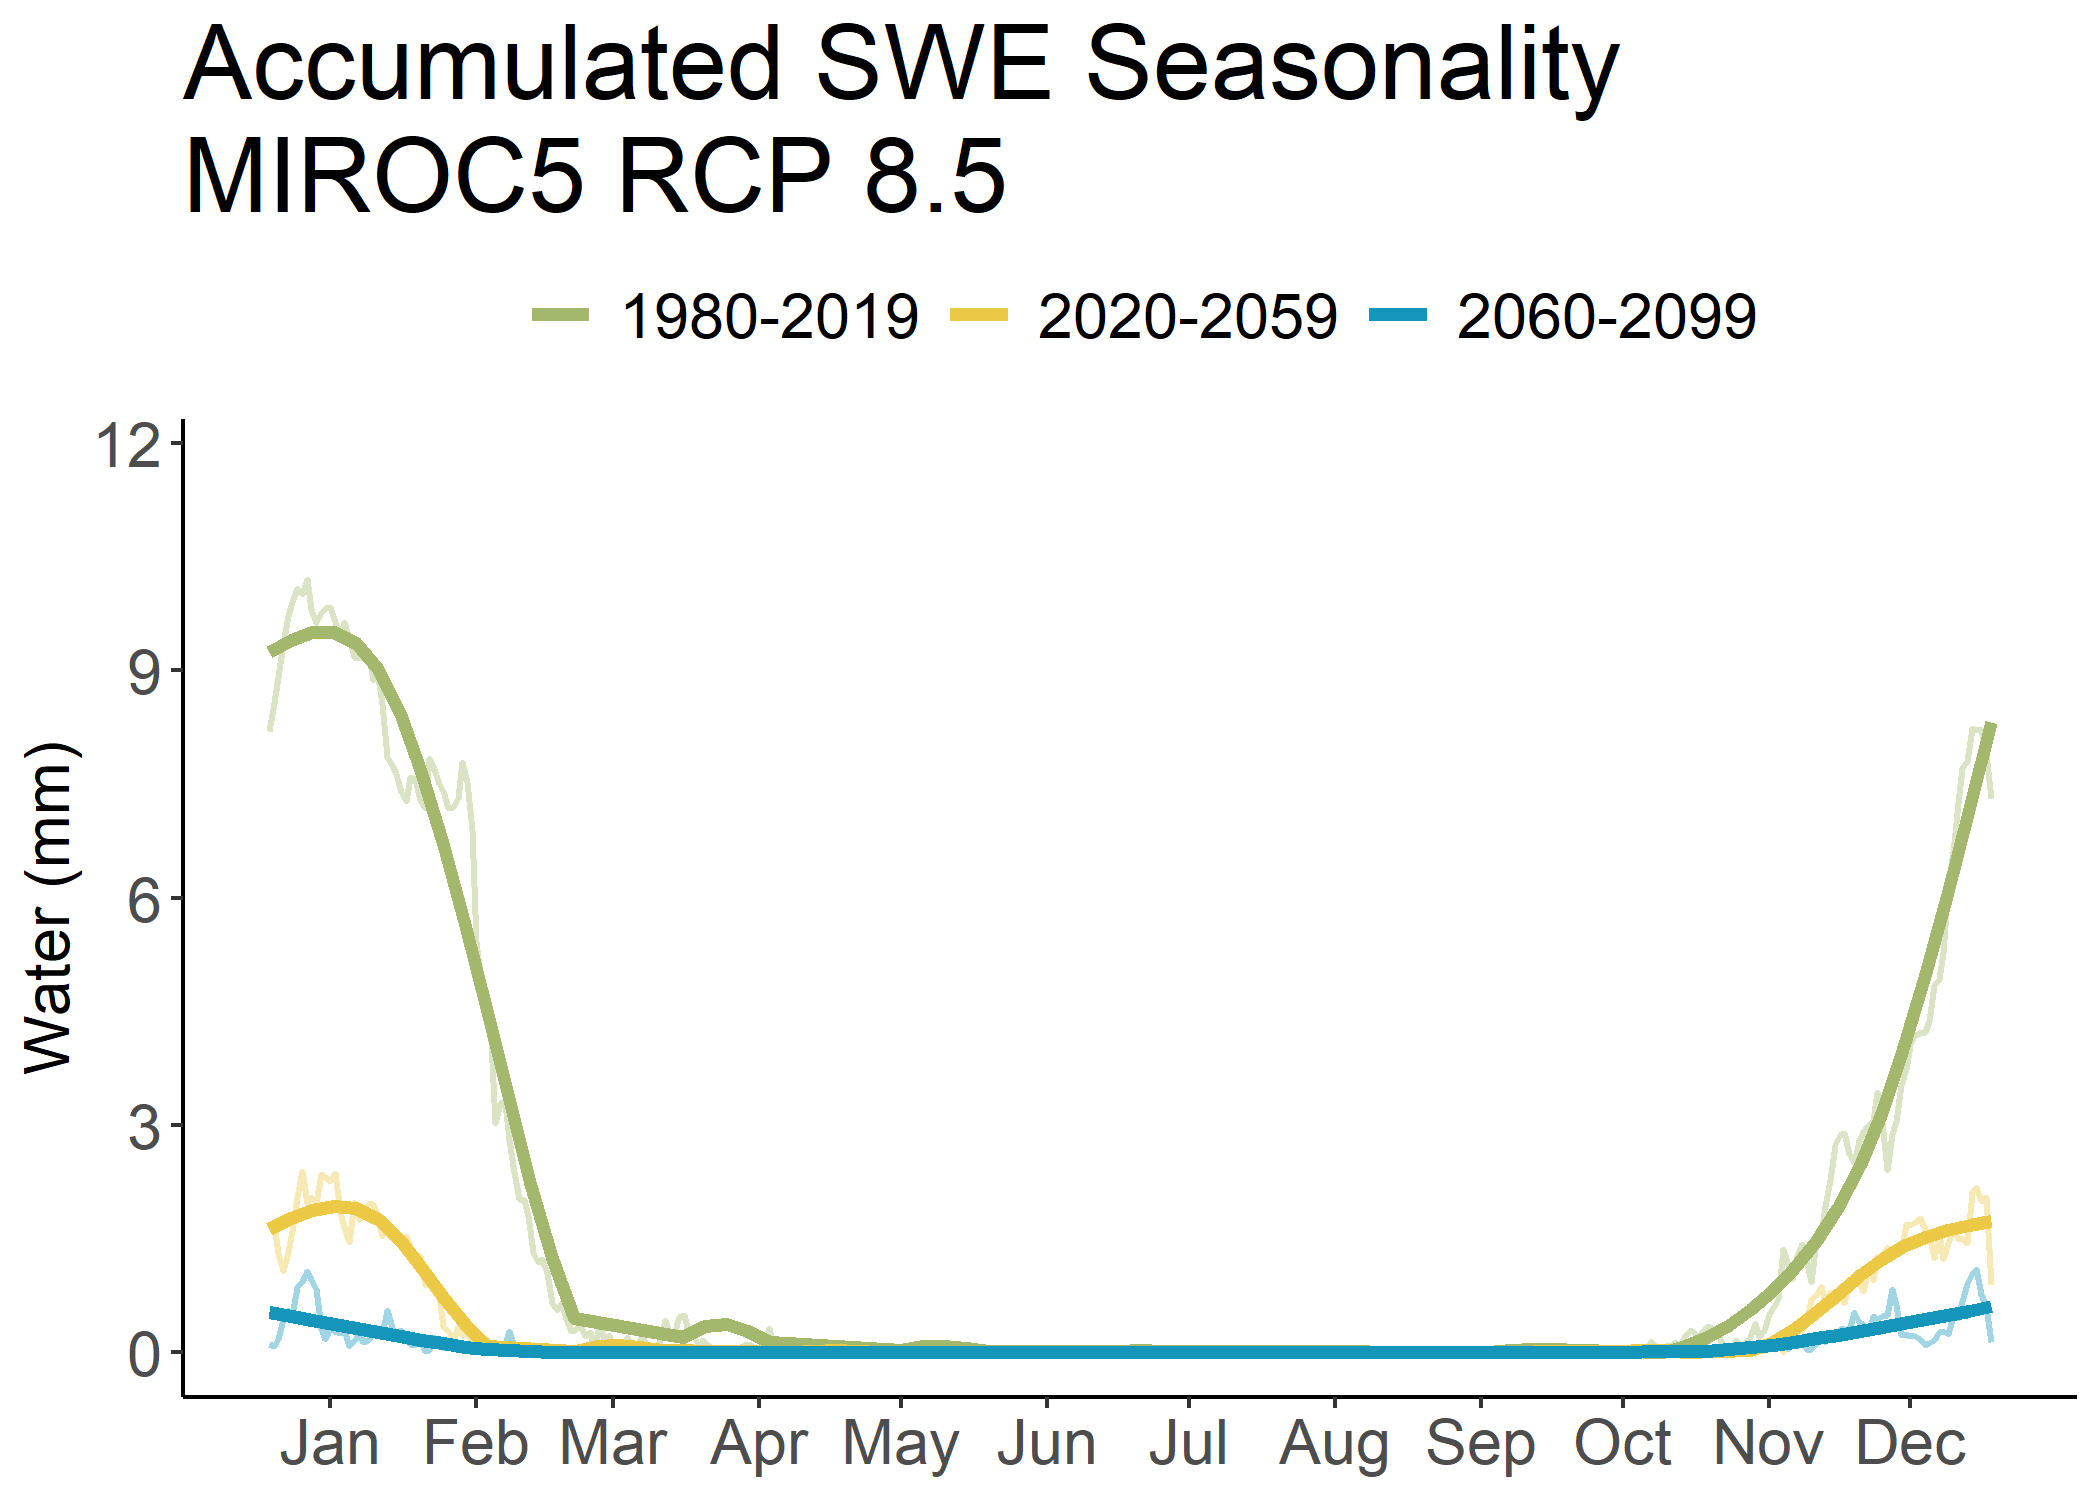 Accumulated SWE Seasonality
MIROC5 RCP 8.5
1980-2019 2020-2059 2060-2099
12
9
6
3
0
Water (mm)
Jan Feb Mar Apr May Jun Jul Aug Sep Oct Nov Dec